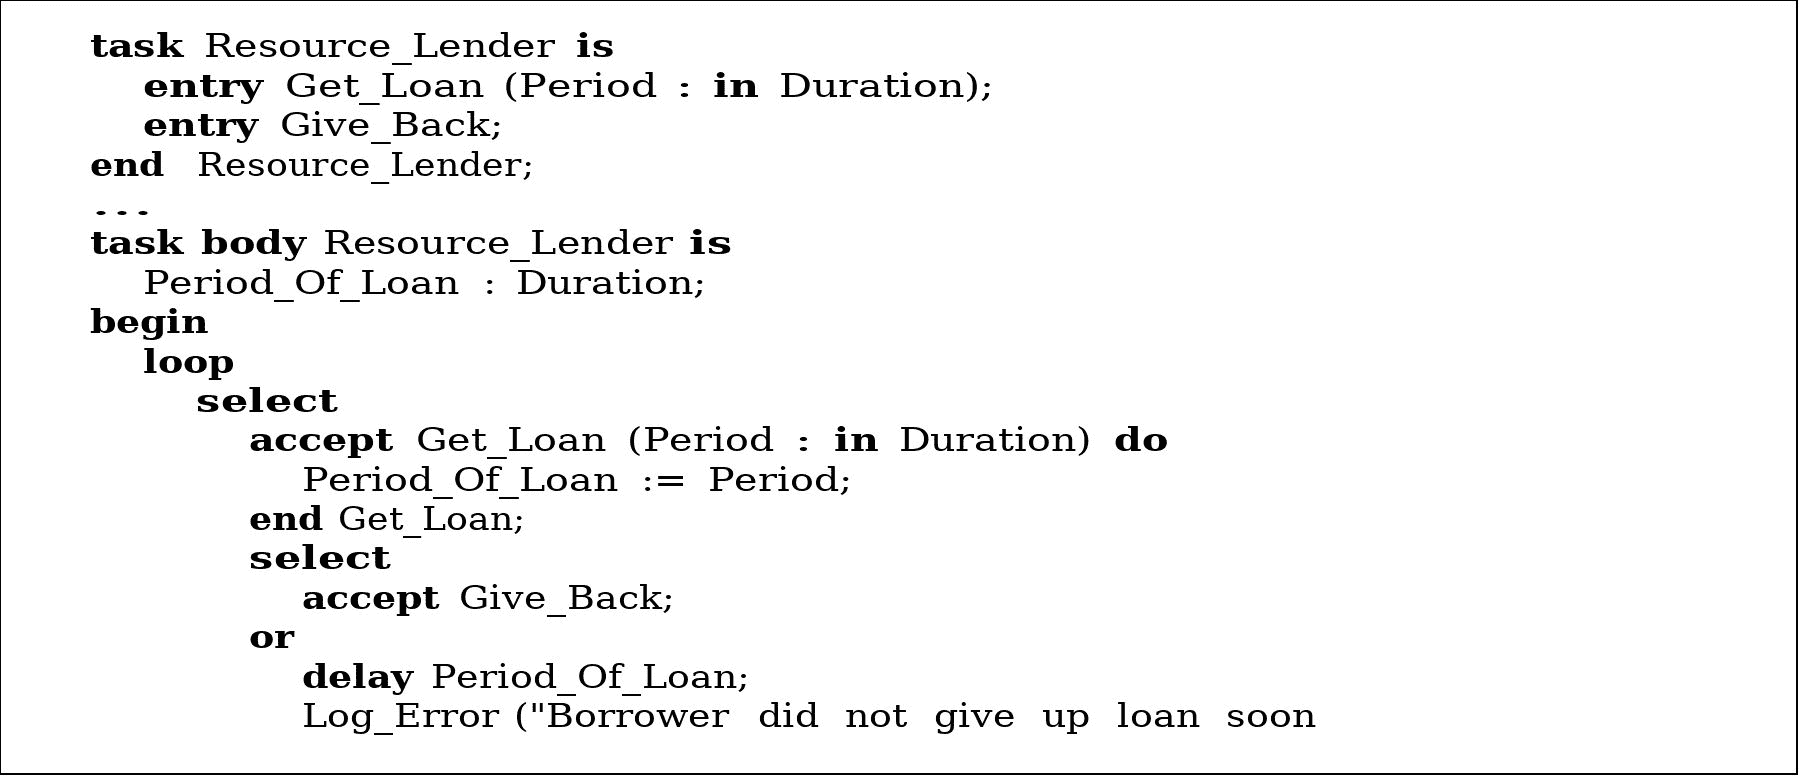 task Resource_Lender is
entry Get_Loan (Period : in Duration);
entry Give_Back;
end Resource_Lender;
...
task body Resource_Lender is
Period_Of_Loan : Duration;
begin
loop
select
accept Get_Loan (Period : in Duration) do
Period_Of_Loan := Period;
end Get_Loan;
select
accept Give_Back;
or
delay Period_Of_Loan;
Log_Error ("Borrower did not give up loan soon